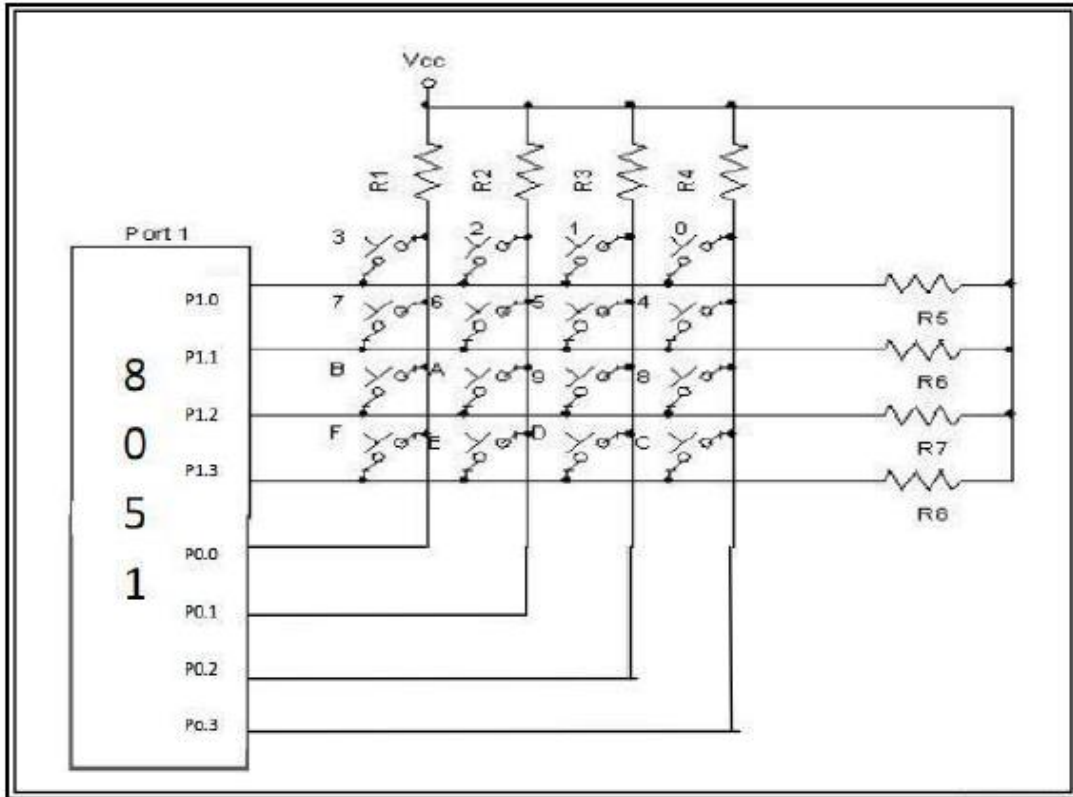 Vcc
R1 R2 R3 R4
Port 1
3 2 1 0
P1.0
R5
7 6 5 4
P1.1
R6
B A 9 8
P1.2
R7
F E D C
P1.3
R8
8
0
5
1
P0.0
P0.1
P0.2
Po.3